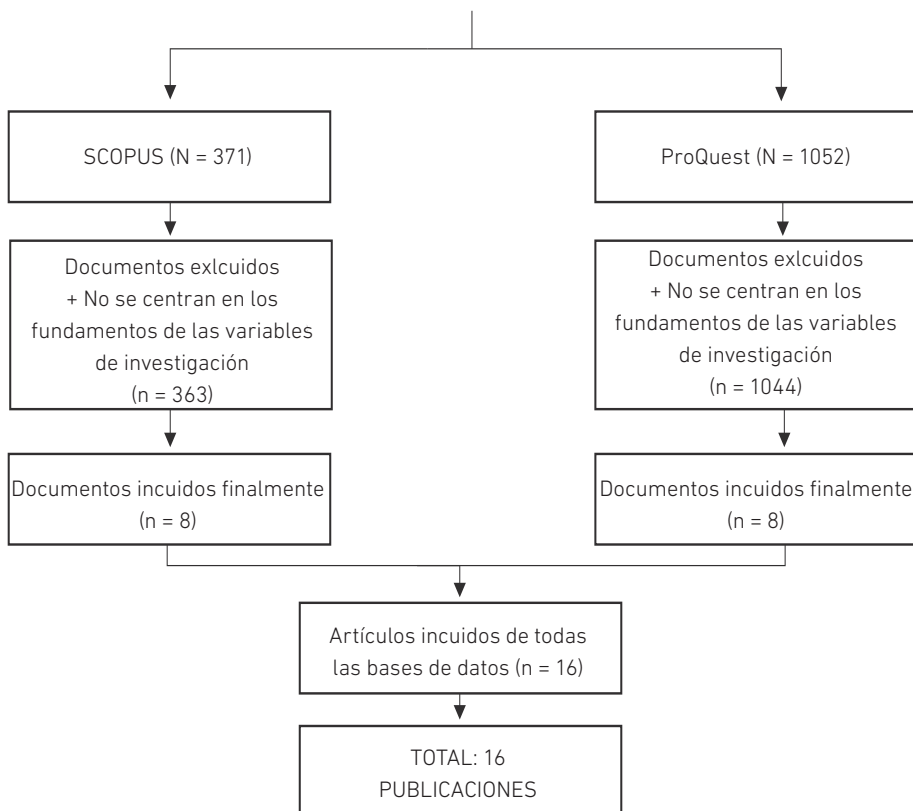 SCOPUS (N = 371)
ProQuest (N = 1052)
Documentos exlcuidos
+ No se centran en los
fundamentos de las variables
de investigación
(n = 363)
Documentos exlcuidos
+ No se centran en los
fundamentos de las variables
de investigación
(n = 1044)
Documentos incuidos finalmente
(n = 8)
Documentos incuidos finalmente
(n = 8)
Artículos incuidos de todas
las bases de datos (n = 16)
TOTAL: 16
PUBLICACIONES